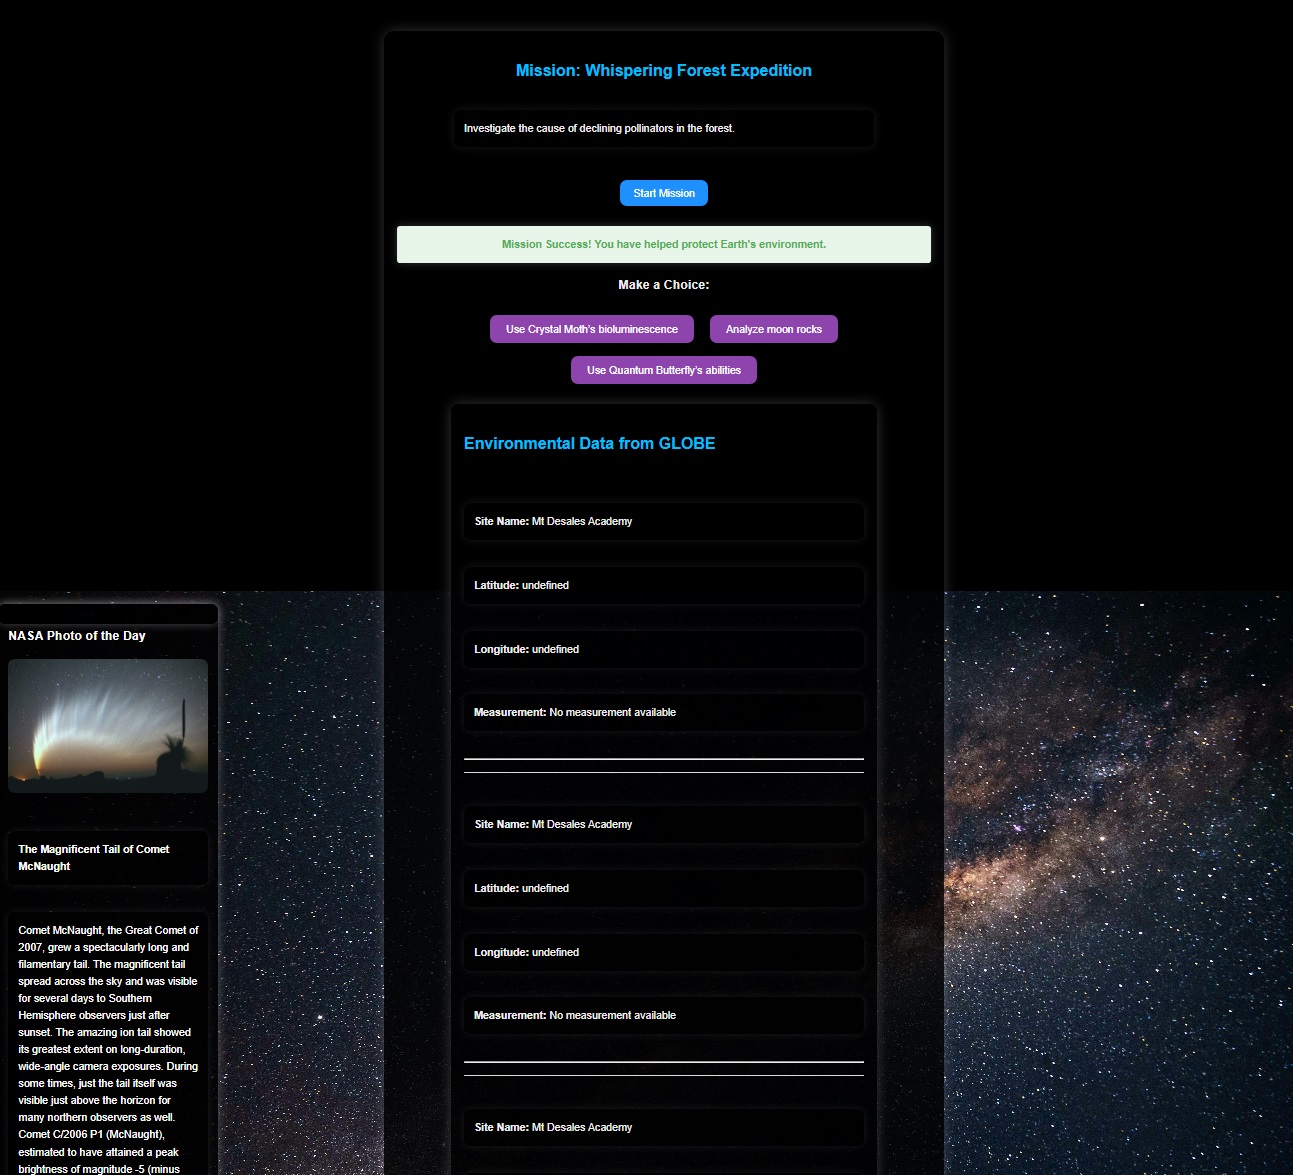 Mission: Whispering Forest Expedition
Investigate the cause of declining pollinators in the forest.
Start Mission
Mission Success! You have helped protect Earth's environment.
Make a Choice:
Use Crystal Moth's bioluminescence
Analyze moon rocks
Use Quantum Butterfly's abilities
Environmental Data from GLOBE
Site Name: Mt Desales Academy
Latitude: undefined
Longitude: undefined
Measurement: No measurement available
Site Name: Mt Desales Academy
Latitude: undefined
Longitude: undefined
Measurement: No measurement available
Site Name: Mt Desales Academy
NASA Photo of the Day
The Magnificent Tail of Comet
McNaught
Comet McNaught, the Great Comet of
2007, grew a spectacularly long and
filamentary tail. The magnificent tail
spread across the sky and was visible
for several days to Southern
Hemisphere observers just after
sunset. The amazing ion tail showed
its greatest extent on long-duration,
wide-angle camera exposures. During
some times, just the tail itself was
visible just above the horizon for
many northern observers as well.
Comet C/2006 P1 (McNaught),
estimated to have attained a peak
brightness of magnitude -5 (minus